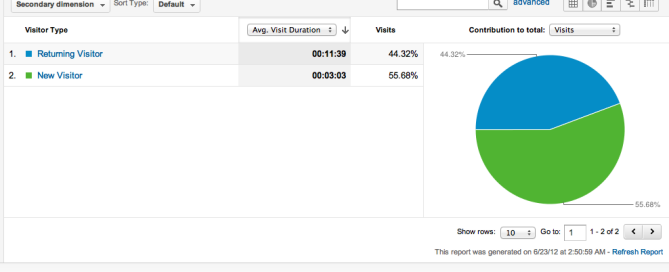 Secondary dimension Sort Type: Default advanced
Visitor Type Avg. Visit Duration Visits Contribution to total: Visits
1. Returning Visitor 00:11:39 44.32% 44.32%
2. New Visitor 00:03:03 55.68%
55.68%
Show rows: 10 Go to: 1 1 - 2 of 2
This report was generated on 6/23/12 at 2:50:59 AM - Refresh Report